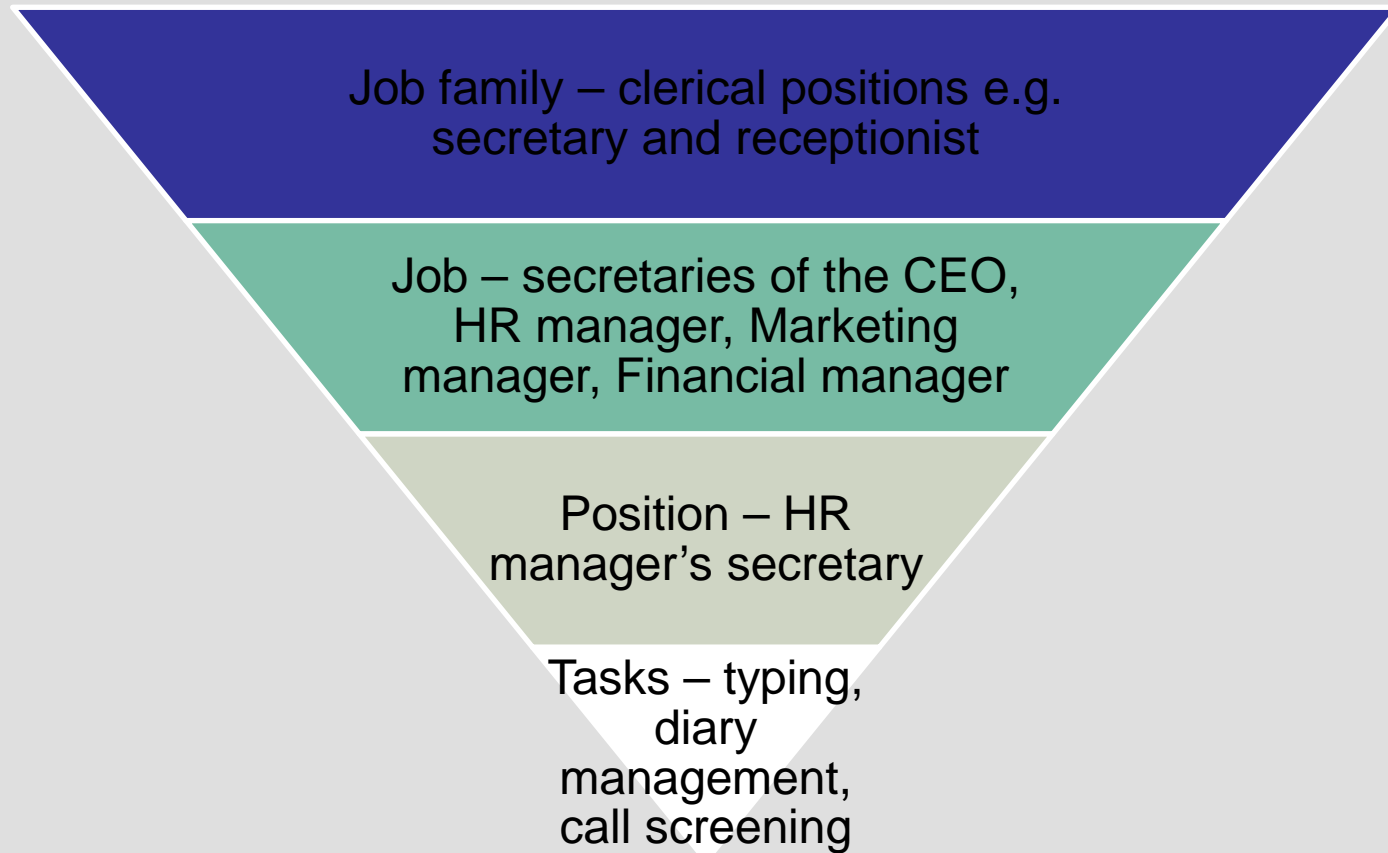 Job family – clerical positions e.g.
secretary and receptionist
Job – secretaries of the CEO,
HR manager, Marketing
manager, Financial manager
Position – HR
manager’s secretary
Tasks – typing,
diary
management,
call screening